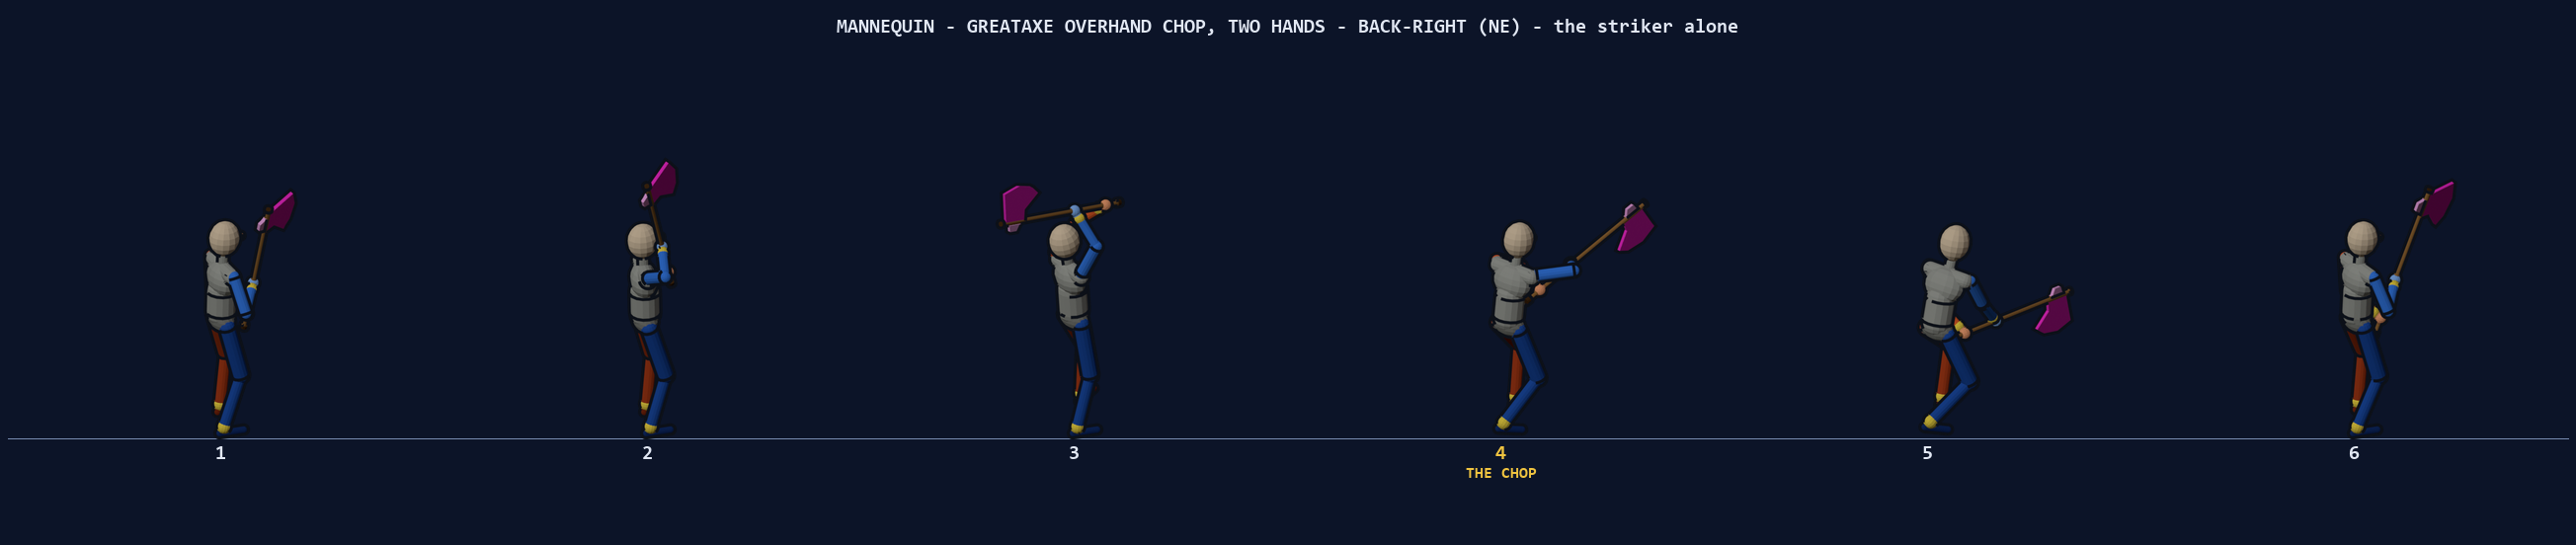 MANNEQUIN - GREATAXE OVERHAND CHOP, TWO HANDS - BACK-RIGHT (NE) - the striker alone
1 2 3 4 5 6
THE CHOP